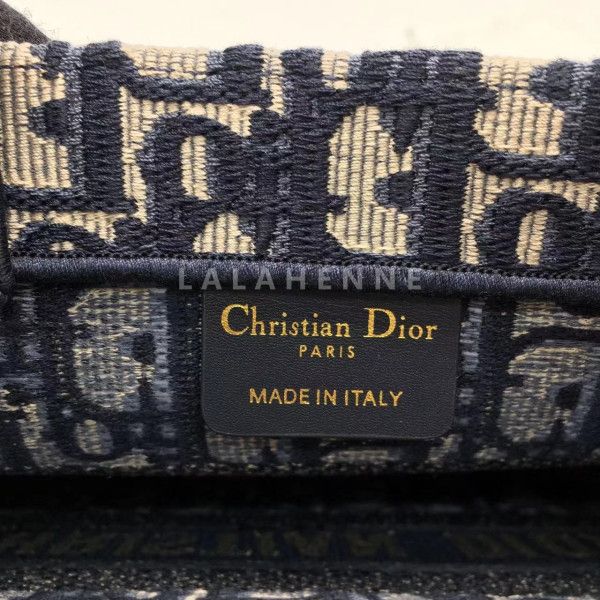 LALAHENNE
Christian Dior
PARIS
MADE IN ITALY